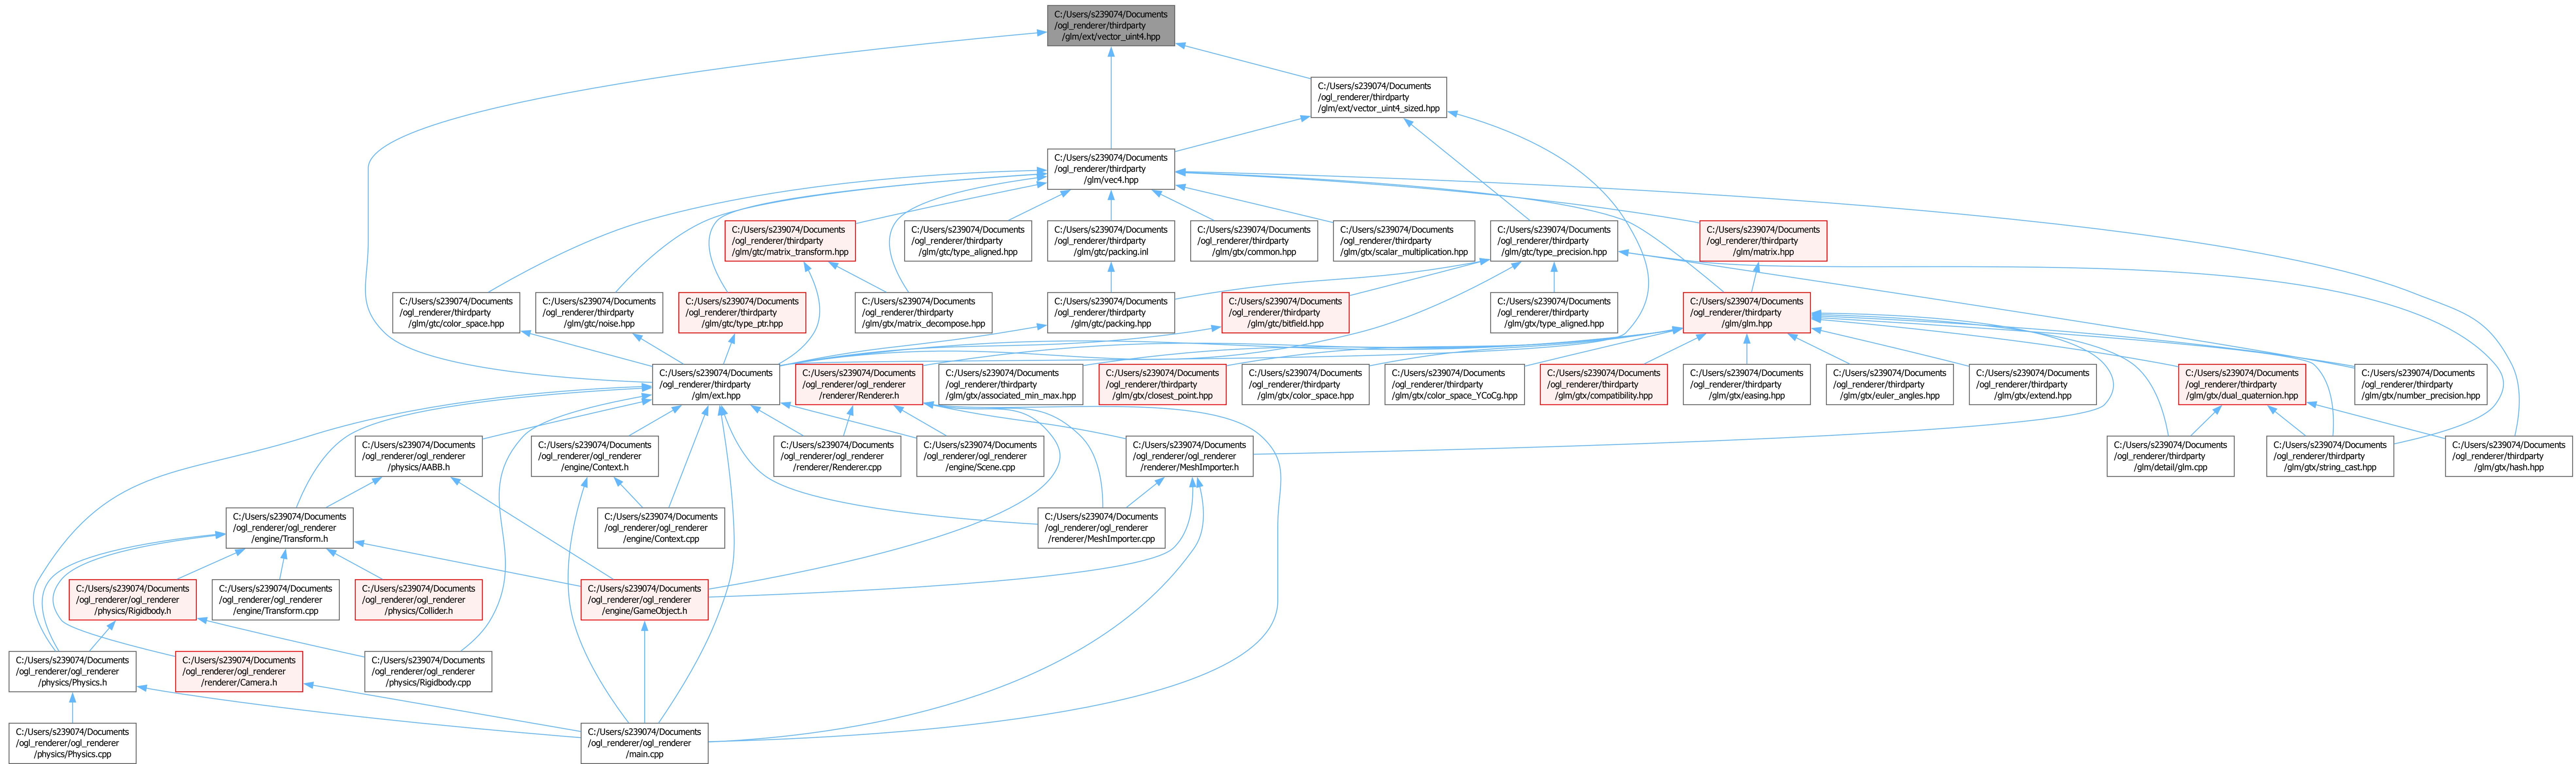 C:/Users/s239074/Documents
/ogl_renderer/thirdparty
/glm/ext/vector_uint4.hpp
C:/Users/s239074/Documents
/ogl_renderer/thirdparty
/glm/ext/vector_uint4_sized.hpp
C:/Users/s239074/Documents
/ogl_renderer/thirdparty
/glm/vec4.hpp
C:/Users/s239074/Documents
/ogl_renderer/thirdparty
/glm/gtc/matrix_transform.hpp
C:/Users/s239074/Documents
/ogl_renderer/thirdparty
/glm/gtc/type_aligned.hpp
C:/Users/s239074/Documents
/ogl_renderer/thirdparty
/glm/gtc/packing.inl
C:/Users/s239074/Documents
/ogl_renderer/thirdparty
/glm/gtx/common.hpp
C:/Users/s239074/Documents
/ogl_renderer/thirdparty
/glm/gtx/scalar_multiplication.hpp
C:/Users/s239074/Documents
/ogl_renderer/thirdparty
/glm/gtc/type_precision.hpp
C:/Users/s239074/Documents
/ogl_renderer/thirdparty
/glm/matrix.hpp
C:/Users/s239074/Documents
/ogl_renderer/thirdparty
/glm/gtc/color_space.hpp
C:/Users/s239074/Documents
/ogl_renderer/thirdparty
/glm/gtc/noise.hpp
C:/Users/s239074/Documents
/ogl_renderer/thirdparty
/glm/gtc/type_ptr.hpp
C:/Users/s239074/Documents
/ogl_renderer/thirdparty
/glm/gtx/matrix_decompose.hpp
C:/Users/s239074/Documents
/ogl_renderer/thirdparty
/glm/gtc/packing.hpp
C:/Users/s239074/Documents
/ogl_renderer/thirdparty
/glm/gtc/bitfield.hpp
C:/Users/s239074/Documents
/ogl_renderer/thirdparty
/glm/gtx/type_aligned.hpp
C:/Users/s239074/Documents
/ogl_renderer/thirdparty
/glm/glm.hpp
C:/Users/s239074/Documents
/ogl_renderer/thirdparty
/glm/ext.hpp
C:/Users/s239074/Documents
/ogl_renderer/ogl_renderer
/renderer/Renderer.h
C:/Users/s239074/Documents
/ogl_renderer/thirdparty
/glm/gtx/associated_min_max.hpp
C:/Users/s239074/Documents
/ogl_renderer/thirdparty
/glm/gtx/closest_point.hpp
C:/Users/s239074/Documents
/ogl_renderer/thirdparty
/glm/gtx/color_space.hpp
C:/Users/s239074/Documents
/ogl_renderer/thirdparty
/glm/gtx/color_space_YCoCg.hpp
C:/Users/s239074/Documents
/ogl_renderer/thirdparty
/glm/gtx/compatibility.hpp
C:/Users/s239074/Documents
/ogl_renderer/thirdparty
/glm/gtx/easing.hpp
C:/Users/s239074/Documents
/ogl_renderer/thirdparty
/glm/gtx/euler_angles.hpp
C:/Users/s239074/Documents
/ogl_renderer/thirdparty
/glm/gtx/extend.hpp
C:/Users/s239074/Documents
/ogl_renderer/thirdparty
/glm/gtx/dual_quaternion.hpp
C:/Users/s239074/Documents
/ogl_renderer/thirdparty
/glm/gtx/number_precision.hpp
C:/Users/s239074/Documents
/ogl_renderer/ogl_renderer
/physics/AABB.h
C:/Users/s239074/Documents
/ogl_renderer/ogl_renderer
/engine/Context.h
C:/Users/s239074/Documents
/ogl_renderer/ogl_renderer
/renderer/Renderer.cpp
C:/Users/s239074/Documents
/ogl_renderer/ogl_renderer
/engine/Scene.cpp
C:/Users/s239074/Documents
/ogl_renderer/ogl_renderer
/renderer/MeshImporter.h
C:/Users/s239074/Documents
/ogl_renderer/thirdparty
/glm/detail/glm.cpp
C:/Users/s239074/Documents
/ogl_renderer/thirdparty
/glm/gtx/string_cast.hpp
C:/Users/s239074/Documents
/ogl_renderer/thirdparty
/glm/gtx/hash.hpp
C:/Users/s239074/Documents
/ogl_renderer/ogl_renderer
/engine/Transform.h
C:/Users/s239074/Documents
/ogl_renderer/ogl_renderer
/engine/Context.cpp
C:/Users/s239074/Documents
/ogl_renderer/ogl_renderer
/renderer/MeshImporter.cpp
C:/Users/s239074/Documents
/ogl_renderer/ogl_renderer
/physics/Rigidbody.h
C:/Users/s239074/Documents
/ogl_renderer/ogl_renderer
/engine/Transform.cpp
C:/Users/s239074/Documents
/ogl_renderer/ogl_renderer
/physics/Collider.h
C:/Users/s239074/Documents
/ogl_renderer/ogl_renderer
/engine/GameObject.h
C:/Users/s239074/Documents
/ogl_renderer/ogl_renderer
/physics/Physics.h
C:/Users/s239074/Documents
/ogl_renderer/ogl_renderer
/renderer/Camera.h
C:/Users/s239074/Documents
/ogl_renderer/ogl_renderer
/physics/Rigidbody.cpp
C:/Users/s239074/Documents
/ogl_renderer/ogl_renderer
/physics/Physics.cpp
C:/Users/s239074/Documents
/ogl_renderer/ogl_renderer
/main.cpp